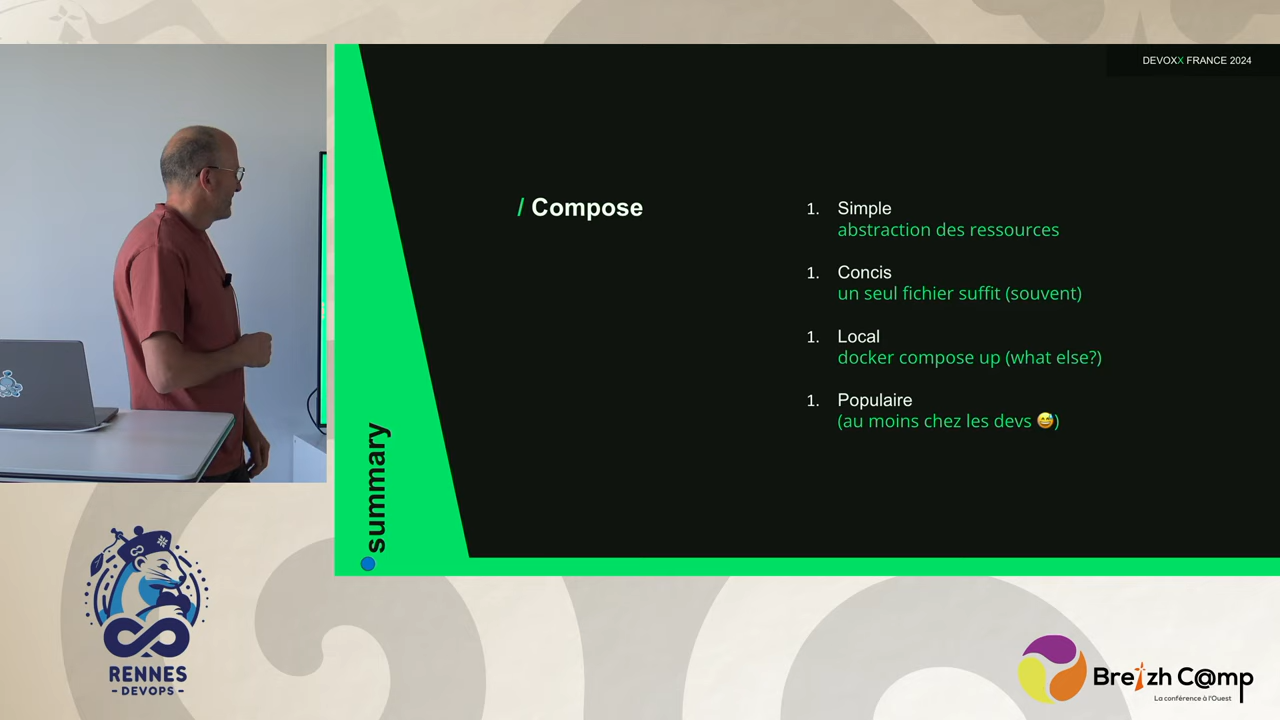 DEVOXX FRANCE 2024
/ Compose
1. Simple
abstraction des ressources
1. Concis
un seul fichier suffit (souvent)
1. Local
docker compose up (what else?)
1. Populaire
(au moins chez les devs 😅)
summary
RENNES
- DEVOPS -
Breizh C@mp
La conférence à l'Ouest